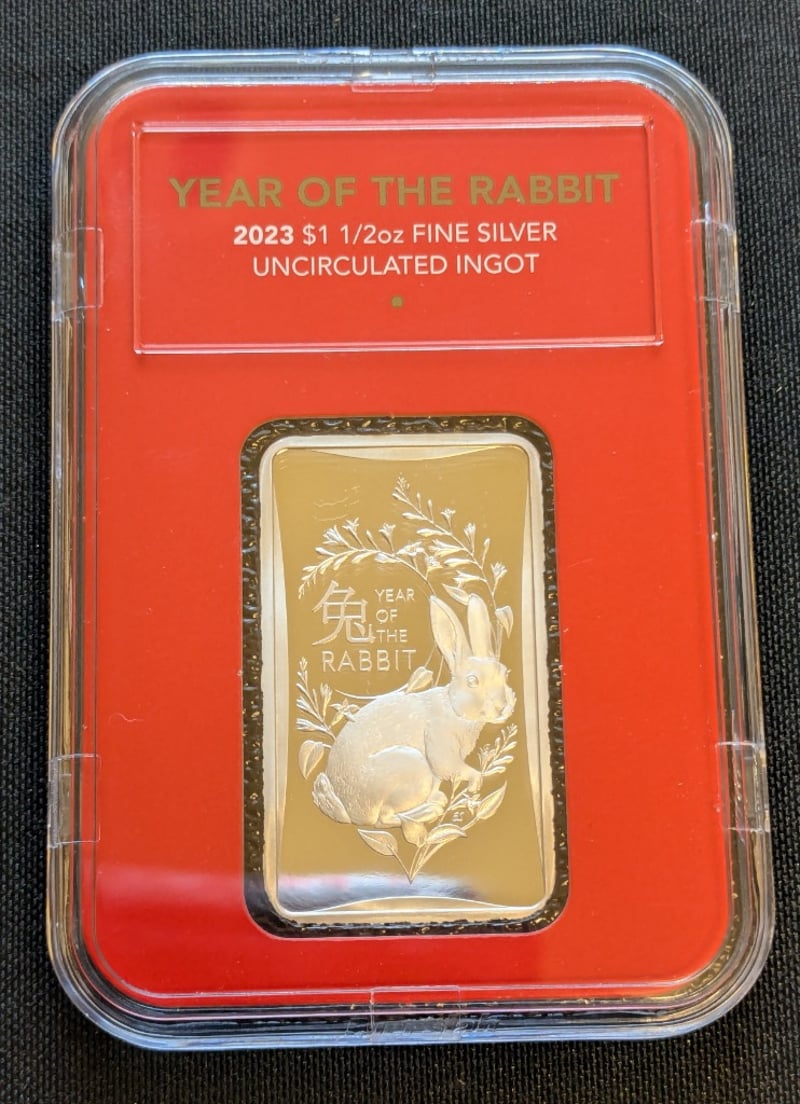 YEAR OF THE RABBIT
2023 $1 1/2oz FINE SILVER
UNCIRCULATED INGOT
兔 YEAR
OF
THE
RABBIT